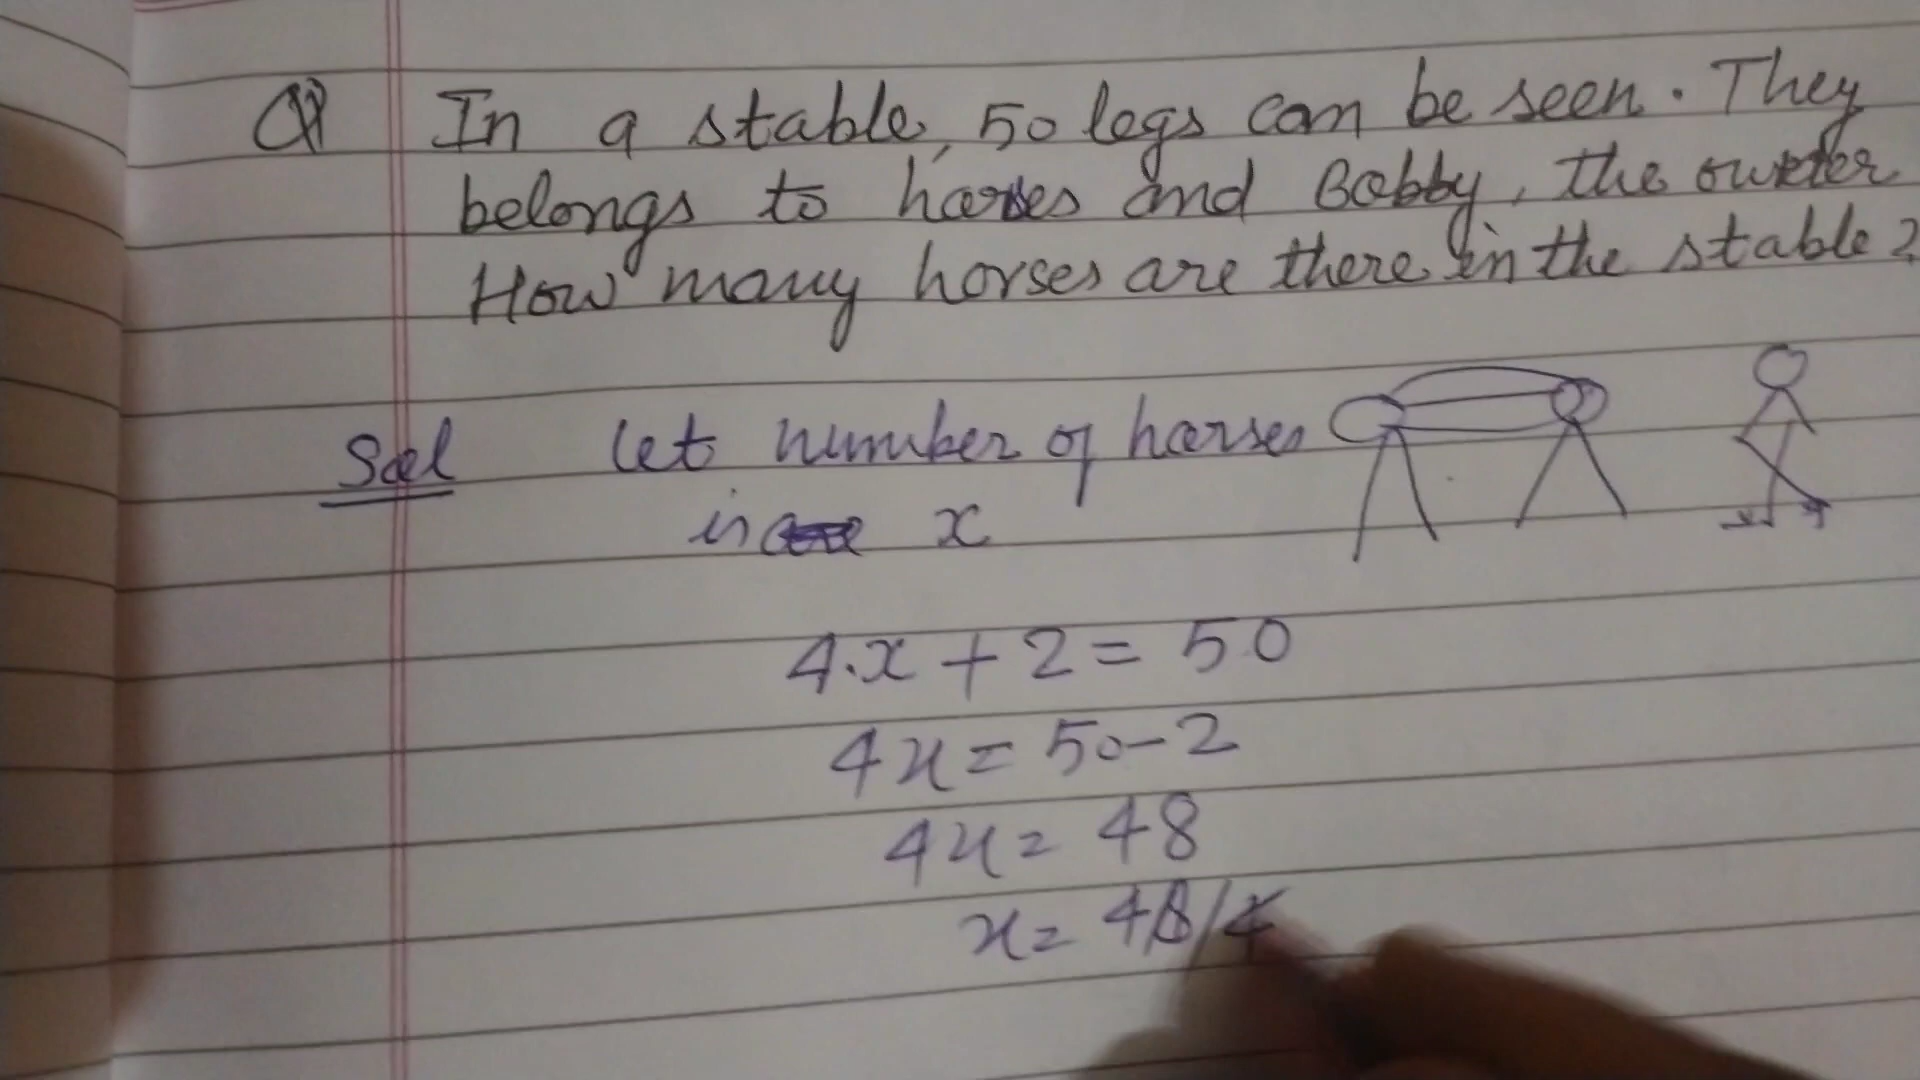 Q In a stable, 50 legs can be seen. They
belongs to horses and Bobby, the owner
How many horses are there in the stable?
Sol let number of horses
is x
4.x + 2 = 50
4x = 50-2
4x = 48
x = 48/4